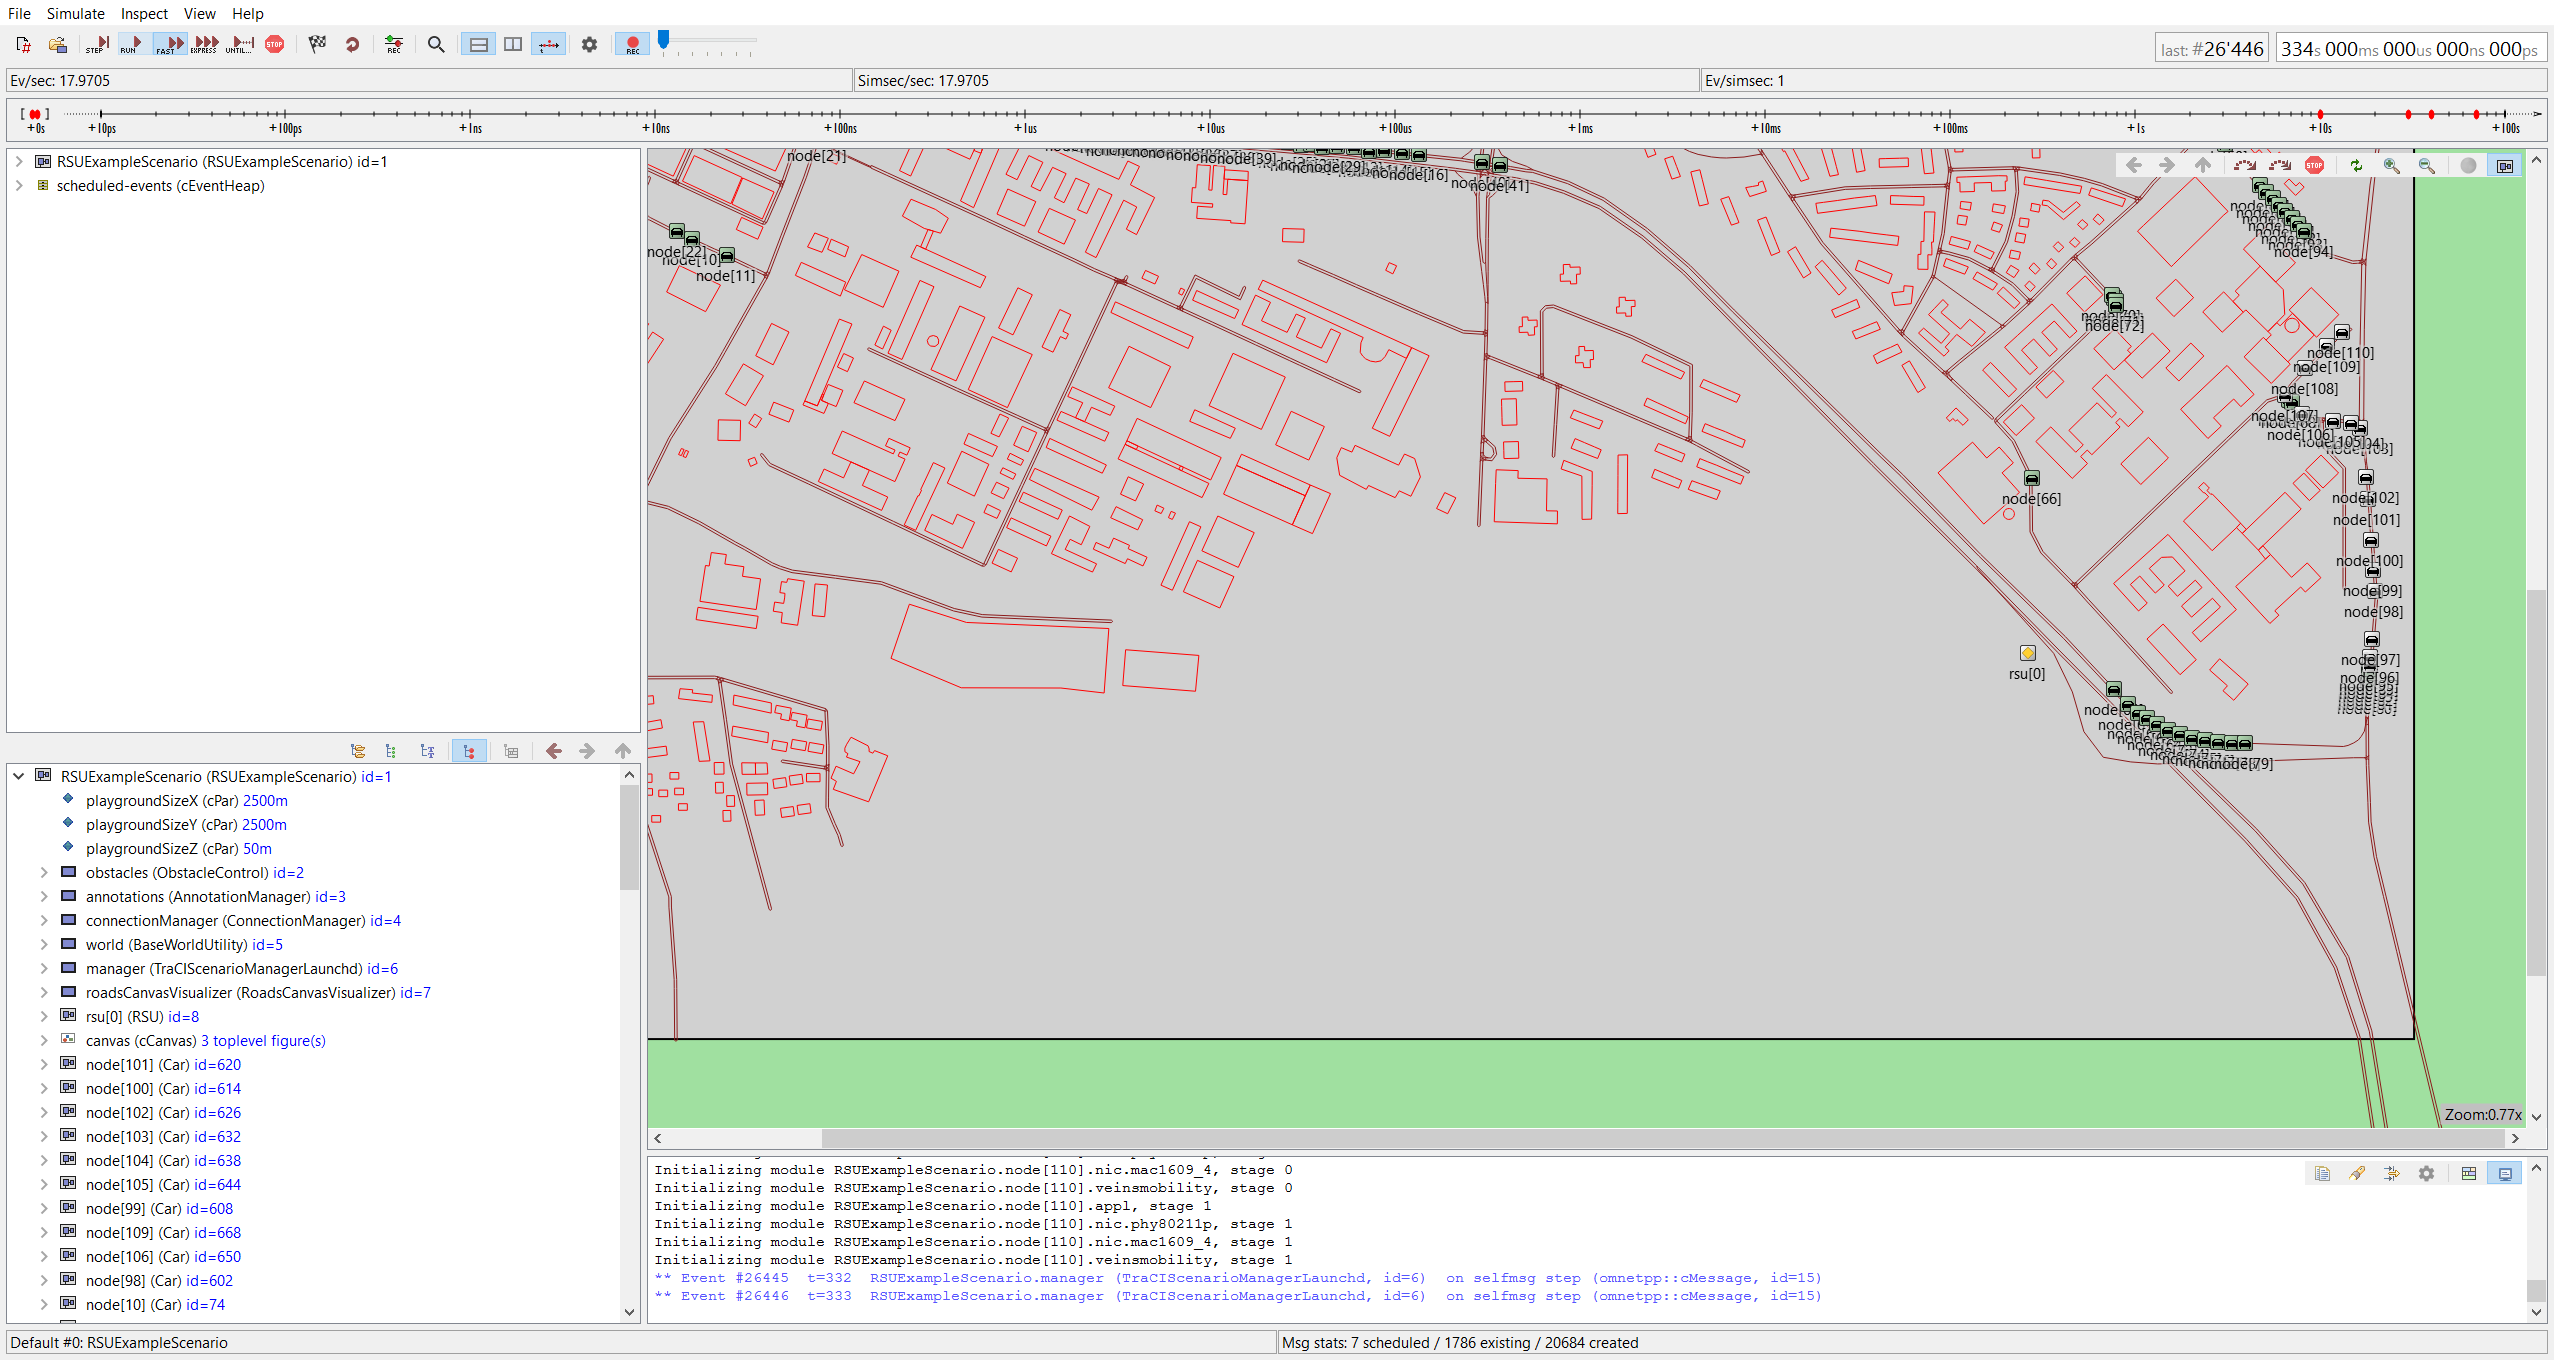 File Simulate Inspect View Help
STEP RUN FAST EXPRESS UNTIL... STOP REC REC
last: #26'446 334s 000ms 000us 000ns 000ps
Ev/sec: 17.9705 Simsec/sec: 17.9705 Ev/simsec: 1
+0s +10ps +100ps +1ns +10ns +100ns +1us +10us +100us +1ms +10ms +100ms +1s +10s +100s
RSUExampleScenario (RSUExampleScenario) id=1
scheduled-events (cEventHeap)
RSUExampleScenario (RSUExampleScenario) id=1
playgroundSizeX (cPar) 2500m
playgroundSizeY (cPar) 2500m
playgroundSizeZ (cPar) 50m
obstacles (ObstacleControl) id=2
annotations (AnnotationManager) id=3
connectionManager (ConnectionManager) id=4
world (BaseWorldUtility) id=5
manager (TraCIScenarioManagerLaunchd) id=6
roadsCanvasVisualizer (RoadsCanvasVisualizer) id=7
rsu[0] (RSU) id=8
canvas (cCanvas) 3 toplevel figure(s)
node[101] (Car) id=620
node[100] (Car) id=614
node[102] (Car) id=626
node[103] (Car) id=632
node[104] (Car) id=638
node[105] (Car) id=644
node[99] (Car) id=608
node[109] (Car) id=668
node[106] (Car) id=650
node[98] (Car) id=602
node[10] (Car) id=74
node[21]
node[39]
node[16]
node[41]
node[22]
node[10]
node[11]
node[94]
node[72]
node[110]
node[109]
node[108]
node[107]
node[106]
node[66]
node[102]
node[101]
node[100]
node[99]
node[98]
rsu[0]
node[97]
node[96]
node[79]
STOP
Zoom:0.77x
Initializing module RSUExampleScenario.node[110].nic.mac1609_4, stage 0
Initializing module RSUExampleScenario.node[110].veinsmobility, stage 0
Initializing module RSUExampleScenario.node[110].appl, stage 1
Initializing module RSUExampleScenario.node[110].nic.phy80211p, stage 1
Initializing module RSUExampleScenario.node[110].nic.mac1609_4, stage 1
Initializing module RSUExampleScenario.node[110].veinsmobility, stage 1
** Event #26445 t=332 RSUExampleScenario.manager (TraCIScenarioManagerLaunchd, id=6) on selfmsg step (omnetpp::cMessage, id=15)
** Event #26446 t=333 RSUExampleScenario.manager (TraCIScenarioManagerLaunchd, id=6) on selfmsg step (omnetpp::cMessage, id=15)
Default #0: RSUExampleScenario Msg stats: 7 scheduled / 1786 existing / 20684 created